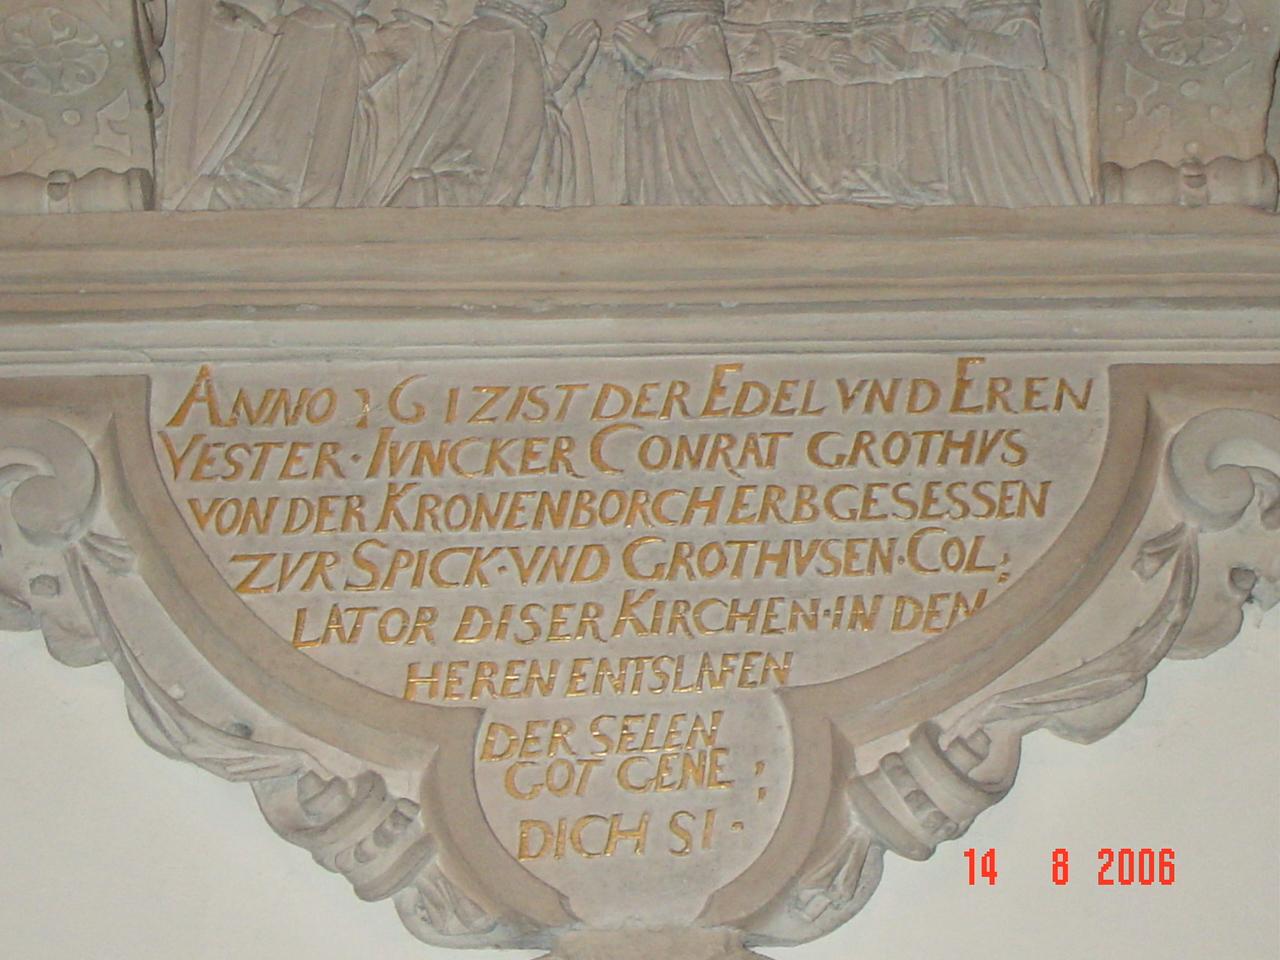 ANNO 1612 IST DER EDEL VND EREN
VESTER·IVNCKER CONRAT GROTHVS
VON DER KRONENBORCH ERBGESESSEN
ZVR SPICK·VND GROTHVSEN·COL;
LATOR DISER KIRCHEN·IN DEN
HEREN ENTSLAFEN
DER SELEN
GOT GENE;
DICH SI·
14 8 2006